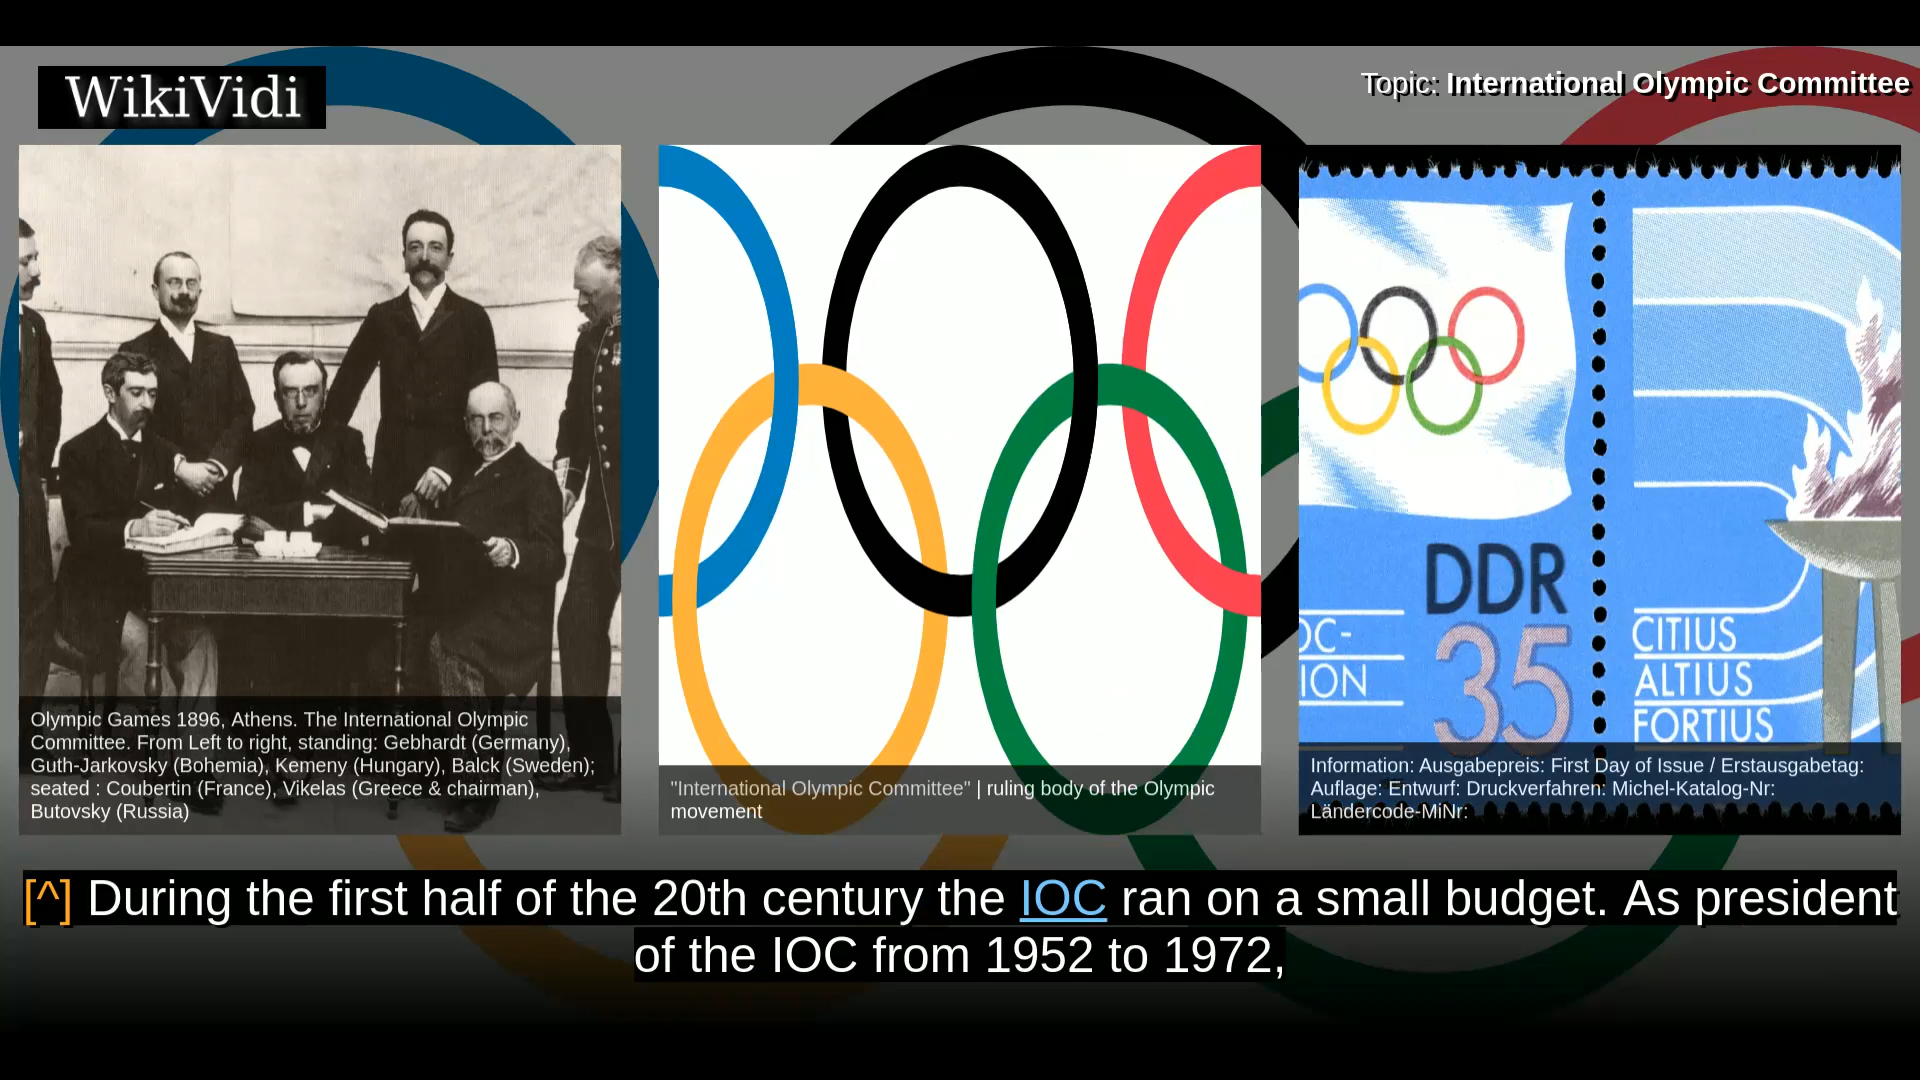 WikiVidi
Topic: International Olympic Committee
Olympic Games 1896, Athens. The International Olympic
Committee. From Left to right, standing: Gebhardt (Germany),
Guth-Jarkovsky (Bohemia), Kemeny (Hungary), Balck (Sweden);
seated : Coubertin (France), Vikelas (Greece & chairman),
Butovsky (Russia)
"International Olympic Committee" | ruling body of the Olympic
movement
DDR
OC-
ION
35
CITIUS
ALTIUS
FORTIUS
Information: Ausgabepreis: First Day of Issue / Erstausgabetag:
Auflage: Entwurf: Druckverfahren: Michel-Katalog-Nr:
Ländercode-MiNr:
[^] During the first half of the 20th century the IOC ran on a small budget. As president
of the IOC from 1952 to 1972,